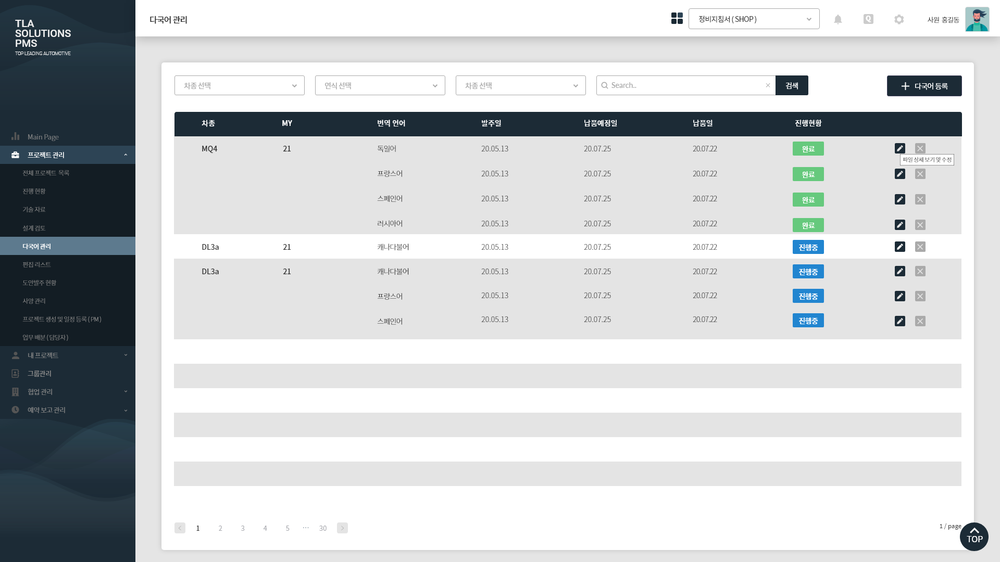 TLA
SOLUTIONS
PMS
TOP LEADING AUTOMOTIVE
Main Page
프로젝트 관리
전체 프로젝트 목록
진행 현황
기술 자료
설계 검토
다국어 관리
편집 리스트
도안발주 현황
사양 관리
프로젝트 생성 및 일정 등록 ( PM )
업무 배분 ( 담당자 )
내 프로젝트
그룹관리
협업 관리
예약 보고 관리
다국어 관리
정비지침서 ( SHOP )
Q
사원 홍길동
차종 선택
연식 선택
차종 선택
Search..
검색
다국어 등록
차종 MY 번역 언어 발주일 납품예정일 납품일 진행현황
MQ4 21 독일어 20.05.13 20.07.25 20.07.22 완료
파일 상세 보기 및 수정
프랑스어 20.05.13 20.07.25 20.07.22 완료
스페인어 20.05.13 20.07.25 20.07.22 완료
러시아어 20.05.13 20.07.25 20.07.22 완료
DL3a 21 캐나다불어 20.05.13 20.07.25 20.07.22 진행중
DL3a 21 캐나다불어 20.05.13 20.07.25 20.07.22 진행중
프랑스어 20.05.13 20.07.25 20.07.22 진행중
스페인어 20.05.13 20.07.25 20.07.22 진행중
< 1 2 3 4 5 ··· 30 >
1 / page
TOP